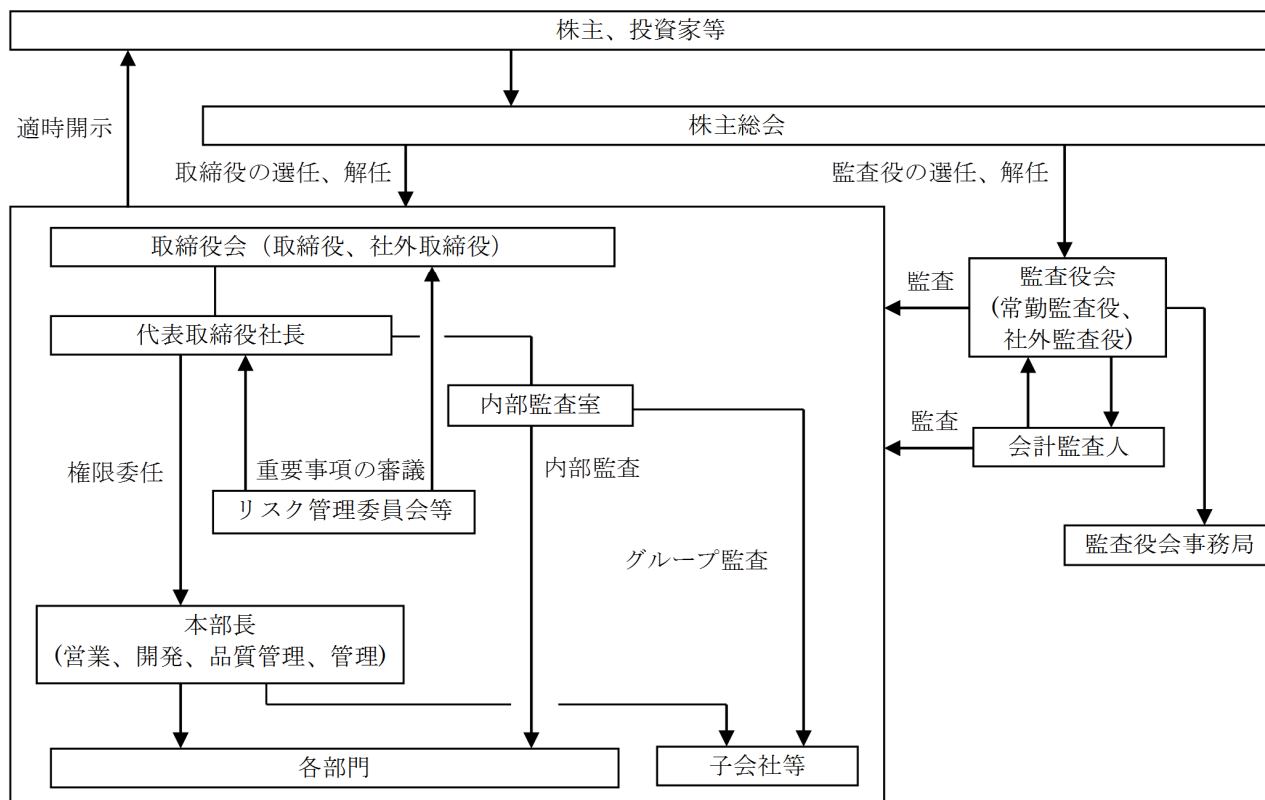 株主、投資家等
適時開示
株主総会
取締役の選任、解任
監査役の選任、解任
取締役会（取締役、社外取締役）
監査
監査役会
(常勤監査役、
社外監査役)
代表取締役社長
内部監査室
監査
会計監査人
権限委任
重要事項の審議
内部監査
リスク管理委員会等
グループ監査
監査役会事務局
本部長
(営業、開発、品質管理、管理)
各部門
子会社等